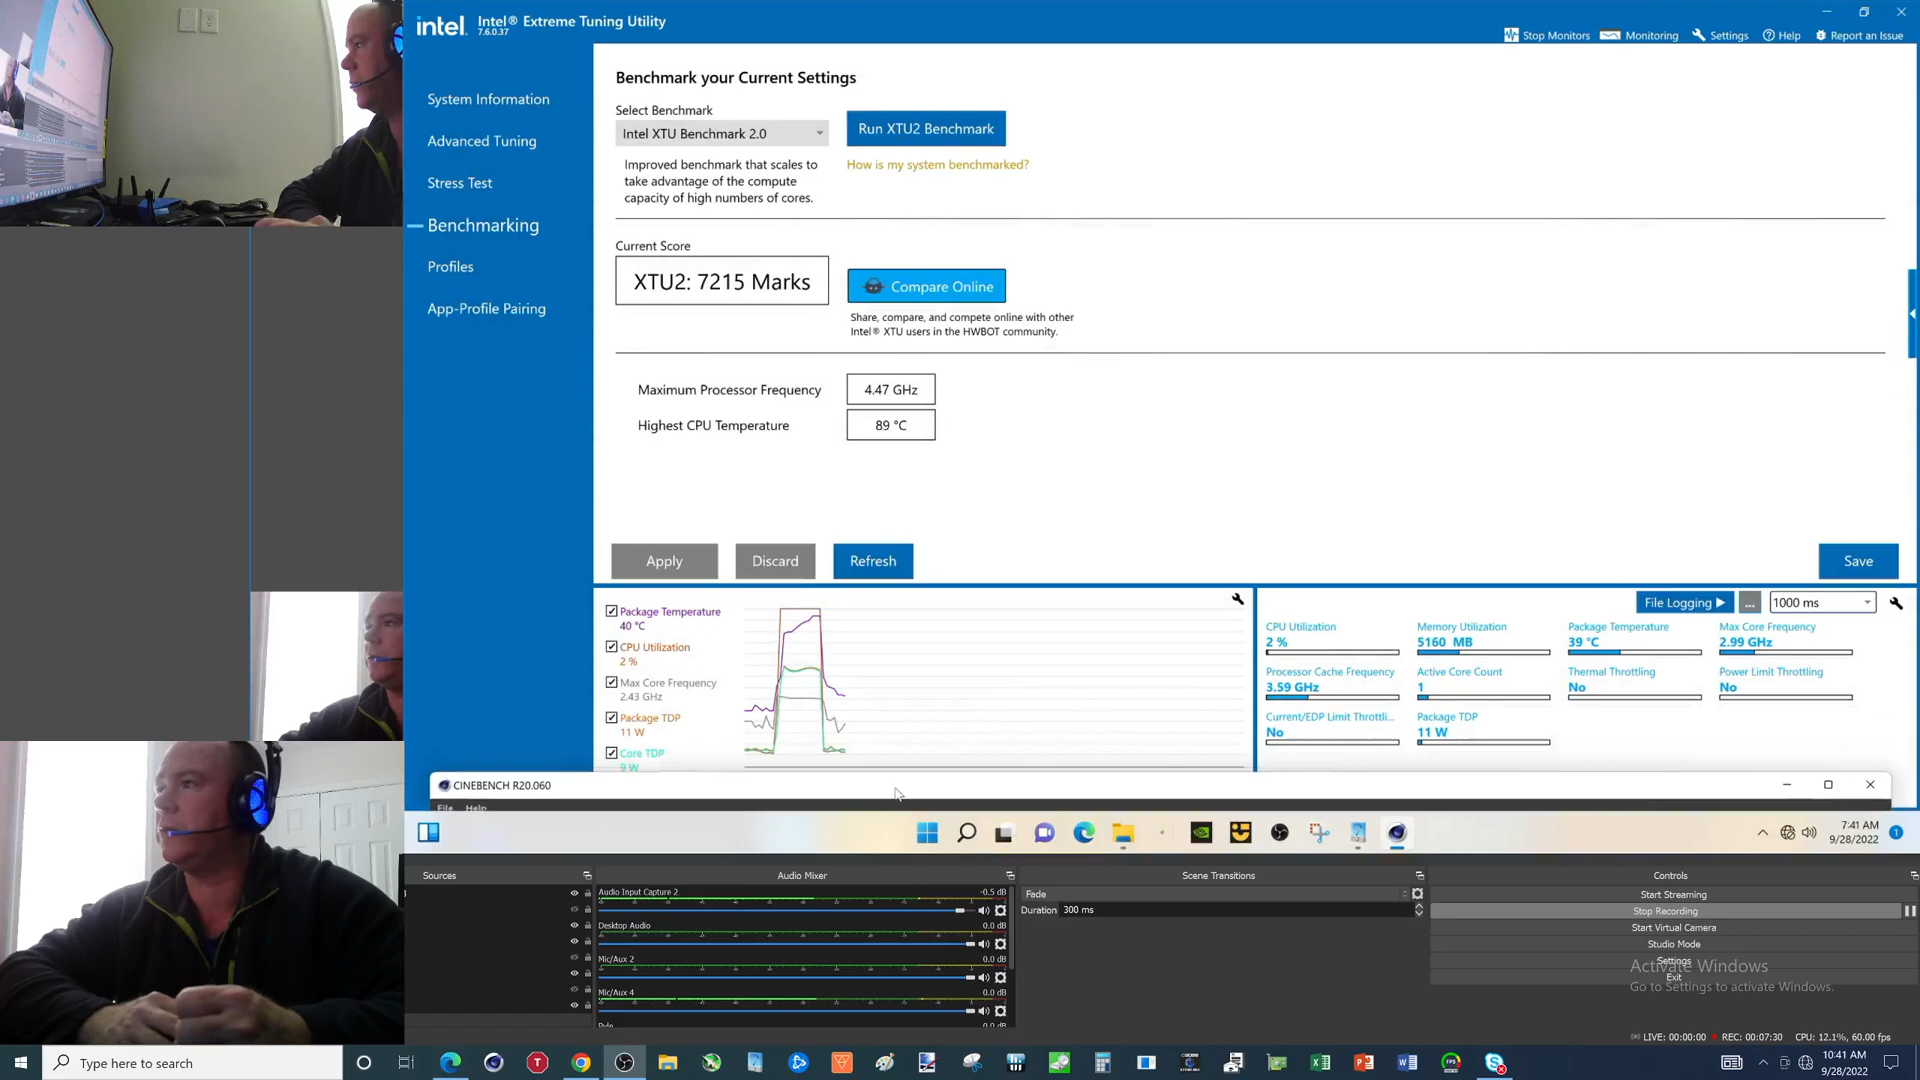 intel.
Intel® Extreme Tuning Utility
7.6.0.37
Stop Monitors
Monitoring
Settings
Help
Report an Issue
System Information
Advanced Tuning
Stress Test
Benchmarking
Profiles
App-Profile Pairing
Benchmark your Current Settings
Select Benchmark
Intel XTU Benchmark 2.0
Run XTU2 Benchmark
How is my system benchmarked?
Improved benchmark that scales to
take advantage of the compute
capacity of high numbers of cores.
Current Score
XTU2: 7215 Marks
Compare Online
Share, compare, and compete online with other
Intel® XTU users in the HWBOT community.
Maximum Processor Frequency
4.47 GHz
Highest CPU Temperature
89 °C
Apply
Discard
Refresh
Save
Package Temperature
40 °C
CPU Utilization
2 %
Max Core Frequency
2.43 GHz
Package TDP
11 W
Core TDP
9 W
File Logging
...
1000 ms
CPU Utilization
2 %
Memory Utilization
5160 MB
Package Temperature
39 °C
Max Core Frequency
2.99 GHz
Processor Cache Frequency
3.59 GHz
Active Core Count
1
Thermal Throttling
No
Power Limit Throttling
No
Current/EDP Limit Throttli...
No
Package TDP
11 W
CINEBENCH R20.060
File Help
7:41 AM
9/28/2022
1
Sources
Audio Mixer
Scene Transitions
Controls
Audio Input Capture 2
-0.5 dB
Desktop Audio
0.0 dB
Mic/Aux 2
0.0 dB
Mic/Aux 4
0.0 dB
Pyle
0.0 dB
Fade
Duration 300 ms
Start Streaming
Stop Recording
Start Virtual Camera
Studio Mode
Settings
Exit
Activate Windows
Go to Settings to activate Windows.
LIVE: 00:00:00
REC: 00:07:30
CPU: 12.1%, 60.00 fps
Type here to search
10:41 AM
9/28/2022